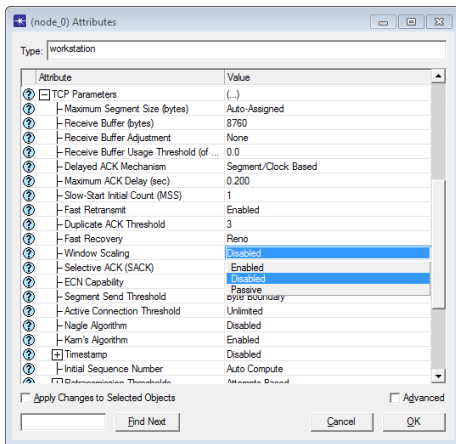 (node_0) Attributes
Type: workstation
Attribute Value
TCP Parameters (...)
Maximum Segment Size (bytes) Auto-Assigned
Receive Buffer (bytes) 8760
Receive Buffer Adjustment None
Receive Buffer Usage Threshold (of ... 0.0
Delayed ACK Mechanism Segment/Clock Based
Maximum ACK Delay (sec) 0.200
Slow-Start Initial Count (MSS) 1
Fast Retransmit Enabled
Duplicate ACK Threshold 3
Fast Recovery Reno
Window Scaling Disabled
Selective ACK (SACK) Enabled
ECN Capability Disabled
Passive
Segment Send Threshold Byte Boundary
Active Connection Threshold Unlimited
Nagle Algorithm Disabled
Karn's Algorithm Enabled
Timestamp Disabled
Initial Sequence Number Auto Compute
Retransmission Thresholds Attempts Based
Apply Changes to Selected Objects Advanced
Find Next Cancel OK